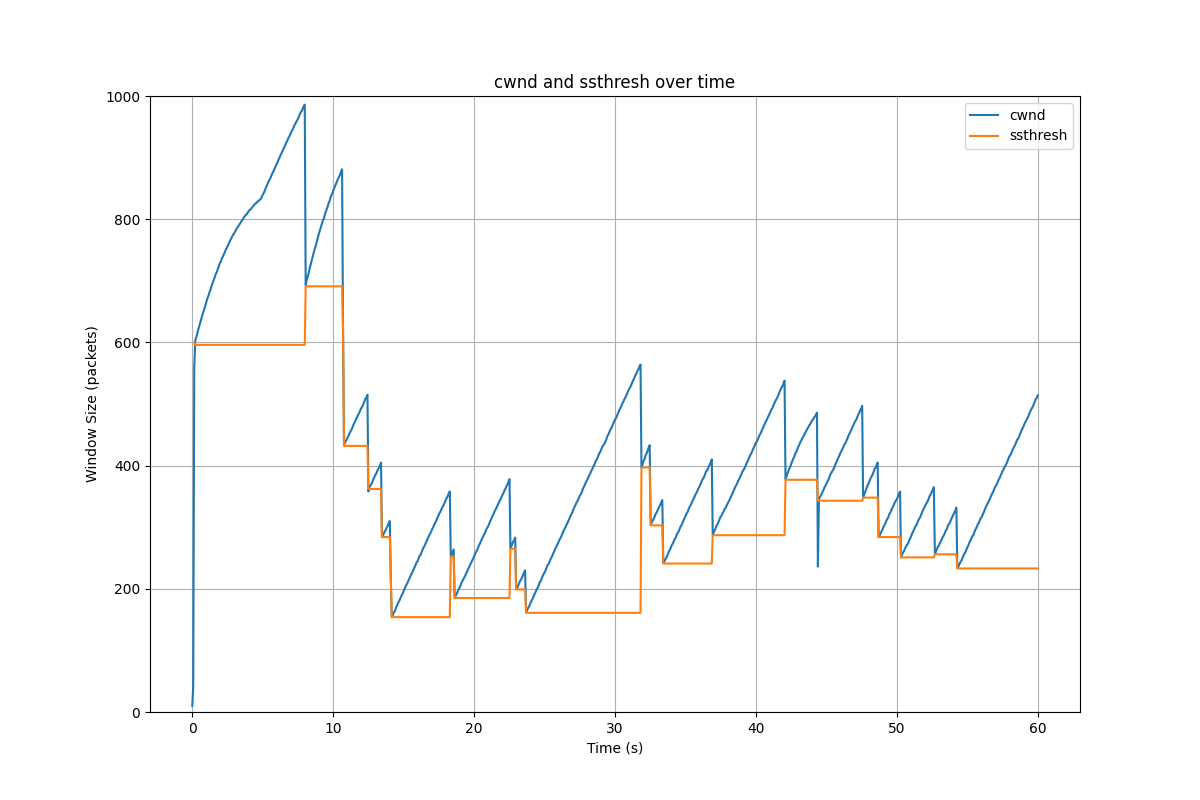 cwnd and ssthresh over time
1000
800
600
400
200
0
Window Size (packets)
cwnd
ssthresh
0 10 20 30 40 50 60
Time (s)